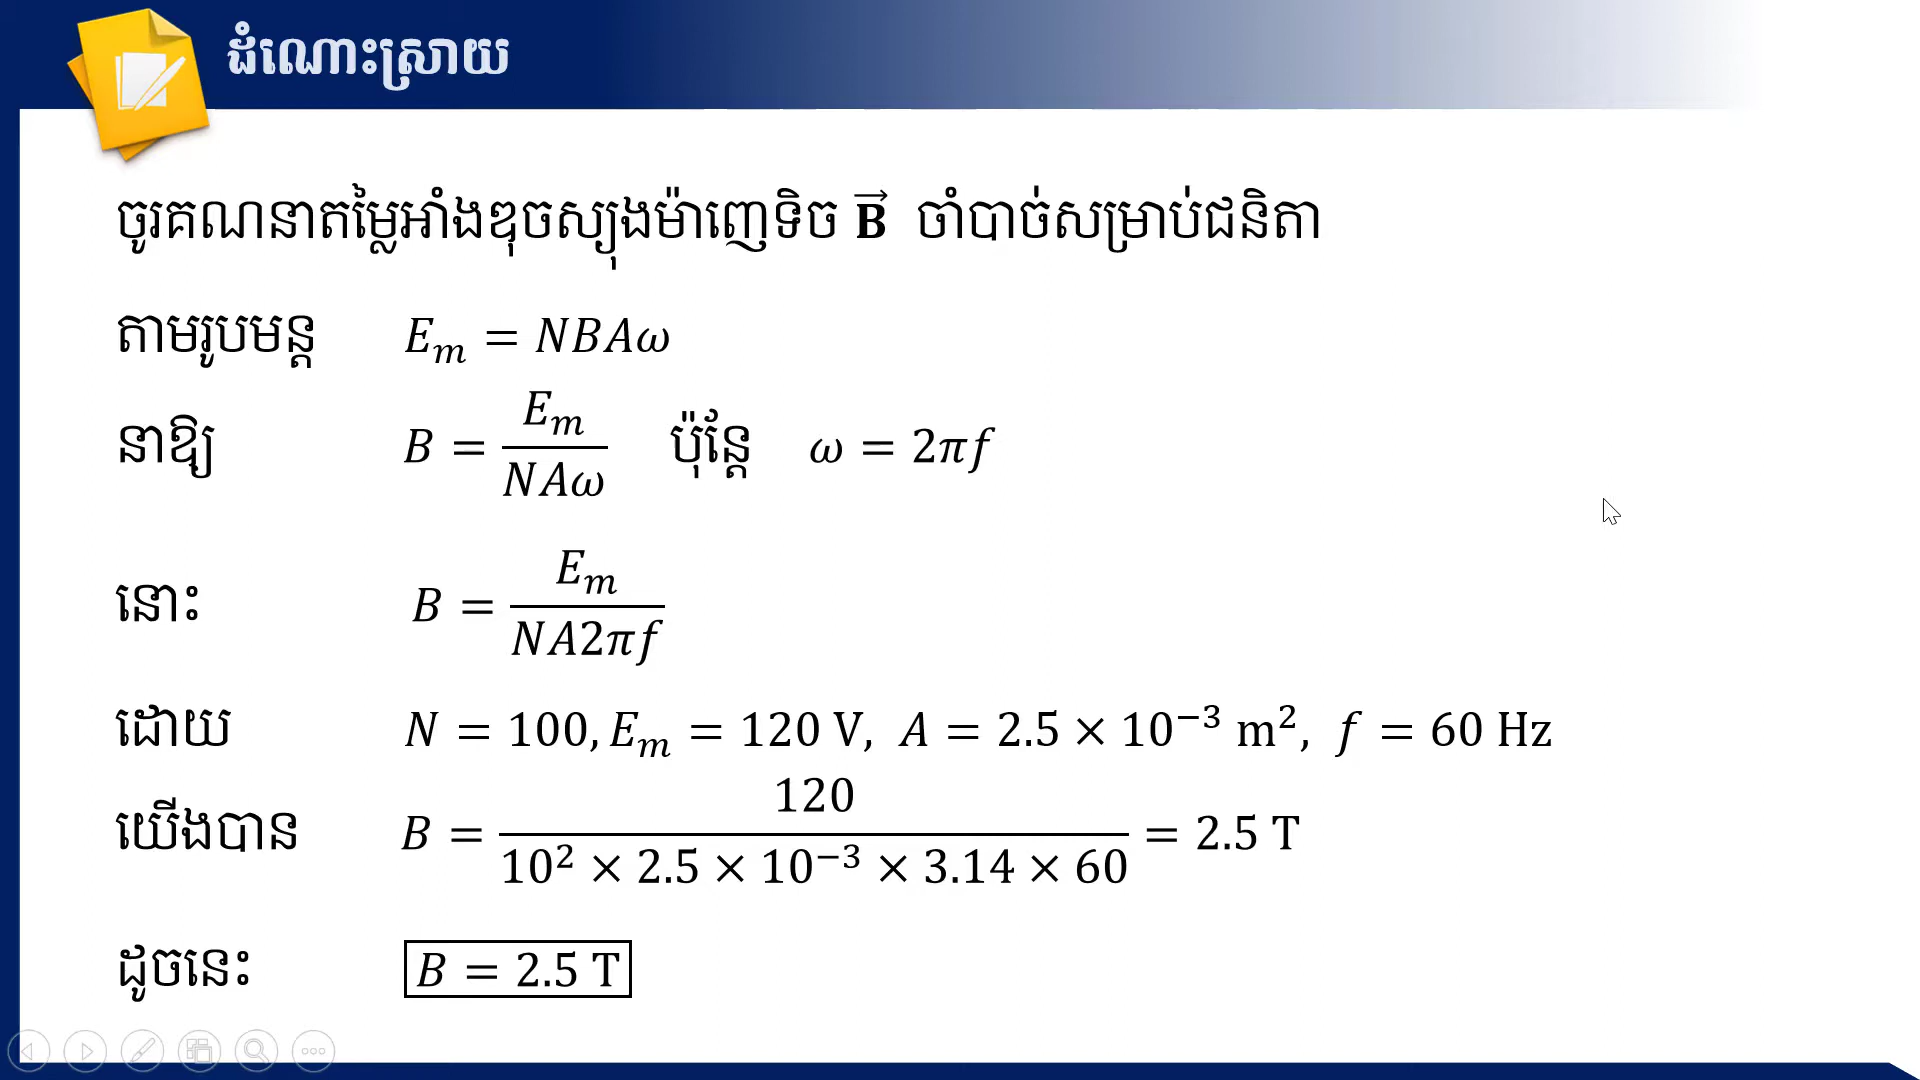 ដំណោះស្រាយ
ចូរគណនាតម្លៃអាំងឌុចស្យុងម៉ាញេទិច B⃗ ចាំបាច់សម្រាប់ជនិតា
តាមរូបមន្ត E_m = NBAω
នាឱ្យ B = E_m/(NAω) ប៉ុន្តែ ω = 2πf
នោះ B = E_m/(NA2πf)
ដោយ N = 100, E_m = 120 V, A = 2.5 × 10⁻³ m², f = 60 Hz
យើងបាន B = 120/(10² × 2.5 × 10⁻³ × 3.14 × 60) = 2.5 T
ដូចនេះ B = 2.5 T